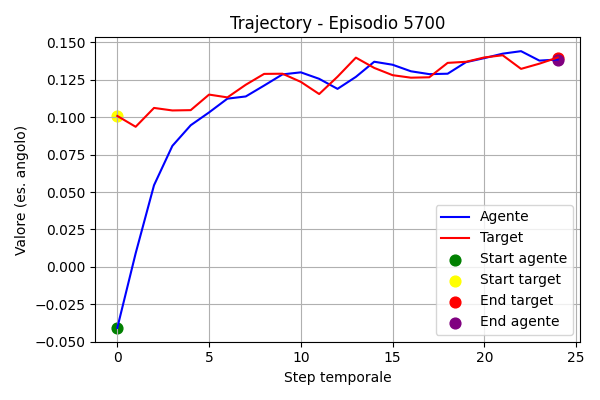 Trajectory - Episodio 5700
Valore (es. angolo)
0.150
0.125
0.100
0.075
0.050
0.025
0.000
−0.025
−0.050
0 5 10 15 20 25
Step temporale
Agente
Target
Start agente
Start target
End target
End agente